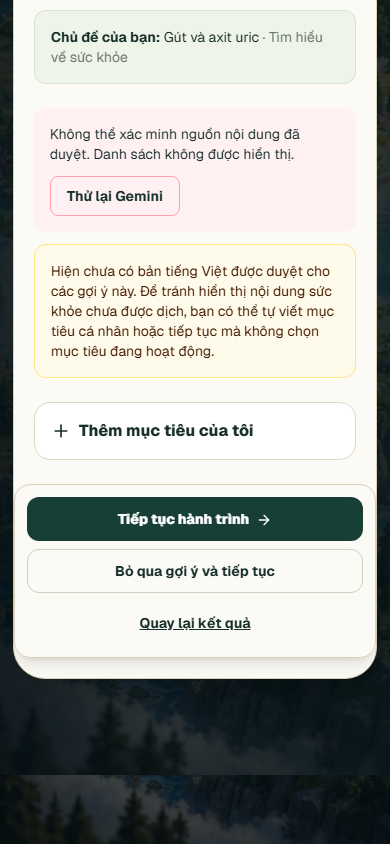 Chủ đề của bạn: Gút và axit uric · Tìm hiểu
về sức khỏe
Không thể xác minh nguồn nội dung đã
duyệt. Danh sách không được hiển thị.
Thử lại Gemini
Hiện chưa có bản tiếng Việt được duyệt cho
các gợi ý này. Để tránh hiển thị nội dung sức
khỏe chưa được dịch, bạn có thể tự viết mục
tiêu cá nhân hoặc tiếp tục mà không chọn
mục tiêu đang hoạt động.
Thêm mục tiêu của tôi
Tiếp tục hành trình →
Bỏ qua gợi ý và tiếp tục
Quay lại kết quả